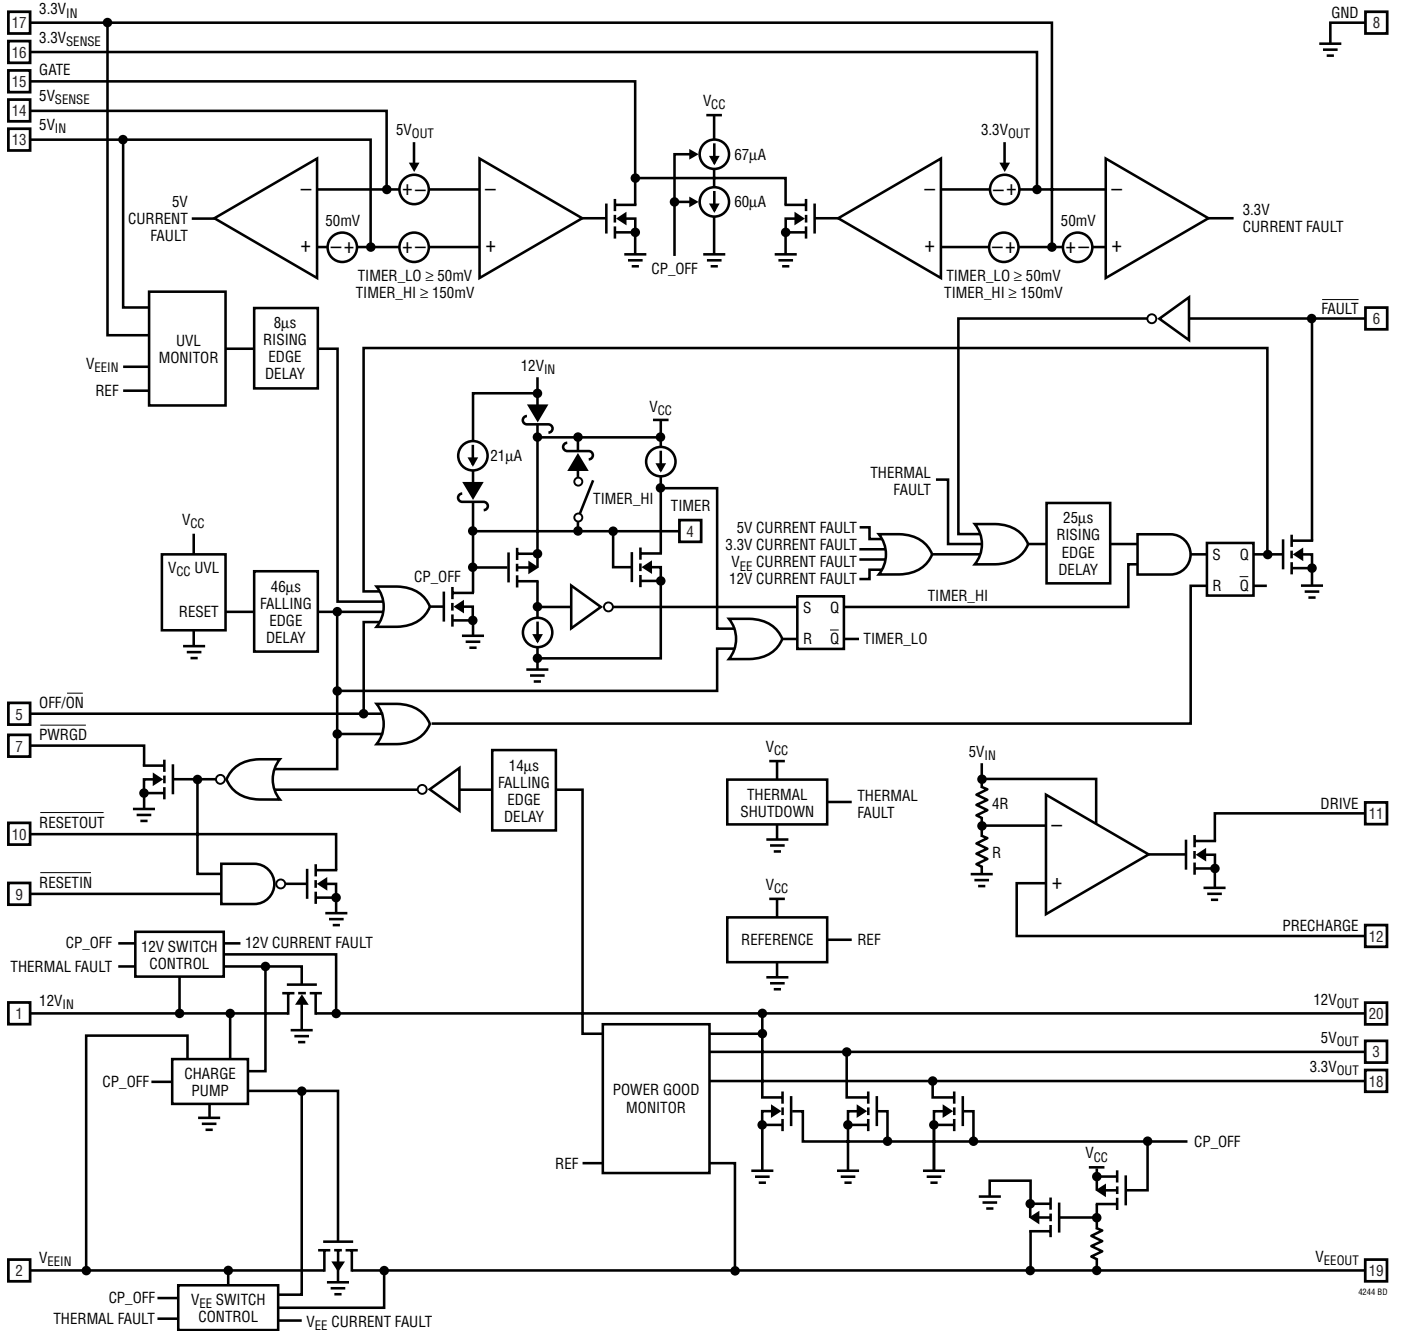 17 3.3VIN
16 3.3VSENSE
15 GATE
14 5VSENSE
13 5VIN
GND 8
5VOUT
VCC
67µA
60µA
CP_OFF
3.3VOUT
5V
CURRENT
FAULT
− +
50mV
− +
+ −
+ −
− +
TIMER_LO ≥ 50mV
TIMER_HI ≥ 150mV
− +
− +
− +
50mV
+ −
− +
TIMER_LO ≥ 50mV
TIMER_HI ≥ 150mV
3.3V
CURRENT FAULT
UVL
MONITOR
VEEIN
REF
8µs
RISING
EDGE
DELAY
FAULT 6
12VIN
21µA
VCC
TIMER_HI
TIMER
4
THERMAL
FAULT
5V CURRENT FAULT
3.3V CURRENT FAULT
VEE CURRENT FAULT
12V CURRENT FAULT
25µs
RISING
EDGE
DELAY
S Q
R Q
TIMER_HI
VCC
VCC UVL
RESET
46µs
FALLING
EDGE
DELAY
CP_OFF
S Q
R Q
TIMER_LO
5 OFF/ON
7 PWRGD
14µs
FALLING
EDGE
DELAY
10 RESETOUT
9 RESETIN
VCC
THERMAL
SHUTDOWN
THERMAL
FAULT
VCC
REFERENCE
REF
5VIN
4R
R
−
+
DRIVE 11
PRECHARGE 12
CP_OFF
THERMAL FAULT
12V SWITCH
CONTROL
12V CURRENT FAULT
1 12VIN
12VOUT 20
5VOUT 3
3.3VOUT 18
CP_OFF
CHARGE
PUMP
POWER GOOD
MONITOR
REF
CP_OFF
VCC
2 VEEIN
VEEOUT 19
CP_OFF
THERMAL FAULT
VEE SWITCH
CONTROL
VEE CURRENT FAULT
4244 BD